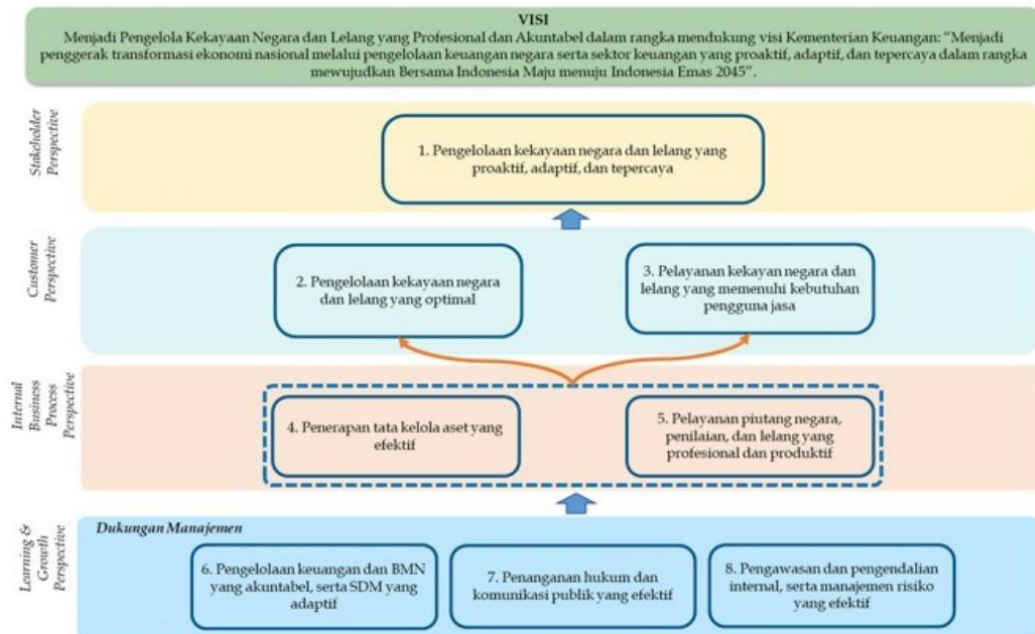 VISI
Menjadi Pengelola Kekayaan Negara dan Lelang yang Profesional dan Akuntabel dalam rangka mendukung visi Kementerian Keuangan: “Menjadi
penggerak transformasi ekonomi nasional melalui pengelolaan keuangan negara serta sektor keuangan yang proaktif, adaptif, dan tepercaya dalam rangka
mewujudkan Bersama Indonesia Maju menuju Indonesia Emas 2045”.
Stakeholder
Perspective
1. Pengelolaan kekayaan negara dan lelang yang
proaktif, adaptif, dan tepercaya
Customer
Perspective
2. Pengelolaan kekayaan negara
dan lelang yang optimal
3. Pelayanan kekayan negara dan
lelang yang memenuhi kebutuhan
pengguna jasa
Internal
Business
Process
Perspective
4. Penerapan tata kelola aset yang
efektif
5. Pelayanan piutang negara,
penilaian, dan lelang yang
profesional dan produktif
Learning &
Growth
Perspective
Dukungan Manajemen
6. Pengelolaan keuangan dan BMN
yang akuntabel, serta SDM yang
adaptif
7. Penanganan hukum dan
komunikasi publik yang efektif
8. Pengawasan dan pengendalian
internal, serta manajemen risiko
yang efektif